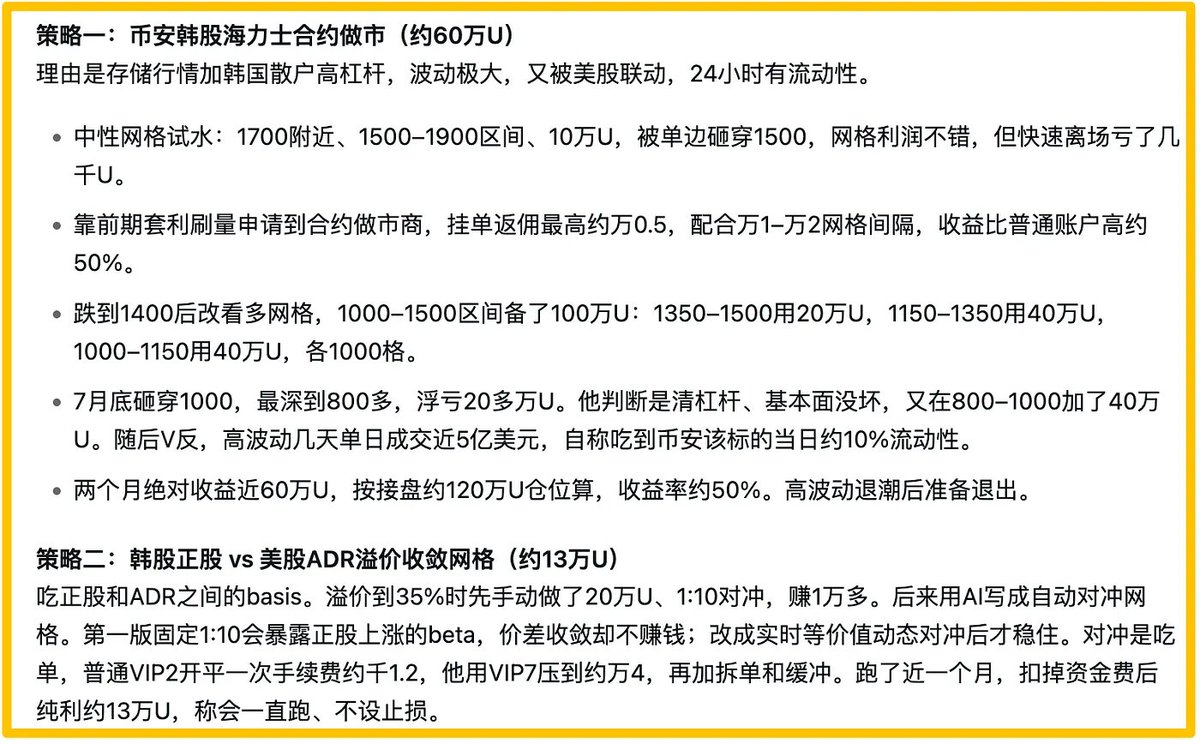 策略一：币安韩股海力士合约做市（约60万U）
理由是存储行情加韩国散户高杠杆，波动极大，又被美股联动，24小时有流动性。
• 中性网格试水：1700附近、1500–1900区间、10万U，被单边砸穿1500，网格利润不错，但快速离场亏了几
千U。
• 靠前期套利刷量申请到合约做市商，挂单返佣最高约万0.5，配合万1–万2网格间隔，收益比普通账户高约
50%。
• 跌到1400后改看多网格，1000–1500区间备了100万U：1350–1500用20万U，1150–1350用40万U，
1000–1150用40万U，各1000格。
• 7月底砸穿1000，最深到800多，浮亏20多万U。他判断是清杠杆、基本面没坏，又在800–1000加了40万
U。随后V反，高波动几天单日成交近5亿美元，自称吃到币安该标的当日约10%流动性。
• 两个月绝对收益近60万U，按接盘约120万U仓位算，收益率约50%。高波动退潮后准备退出。
策略二：韩股正股 vs 美股ADR溢价收敛网格（约13万U）
吃正股和ADR之间的basis。溢价到35%时先手动做了20万U、1:10对冲，赚1万多。后来用AI写成自动对冲网
格。第一版固定1:10会暴露正股上涨的beta，价差收敛却不赚钱；改成实时等价值动态对冲后才稳住。对冲是吃
单，普通VIP2开平一次手续费约千1.2，他用VIP7压到约万4，再加拆单和缓冲。跑了近一个月，扣掉资金费后
纯利约13万U，称会一直跑、不设止损。